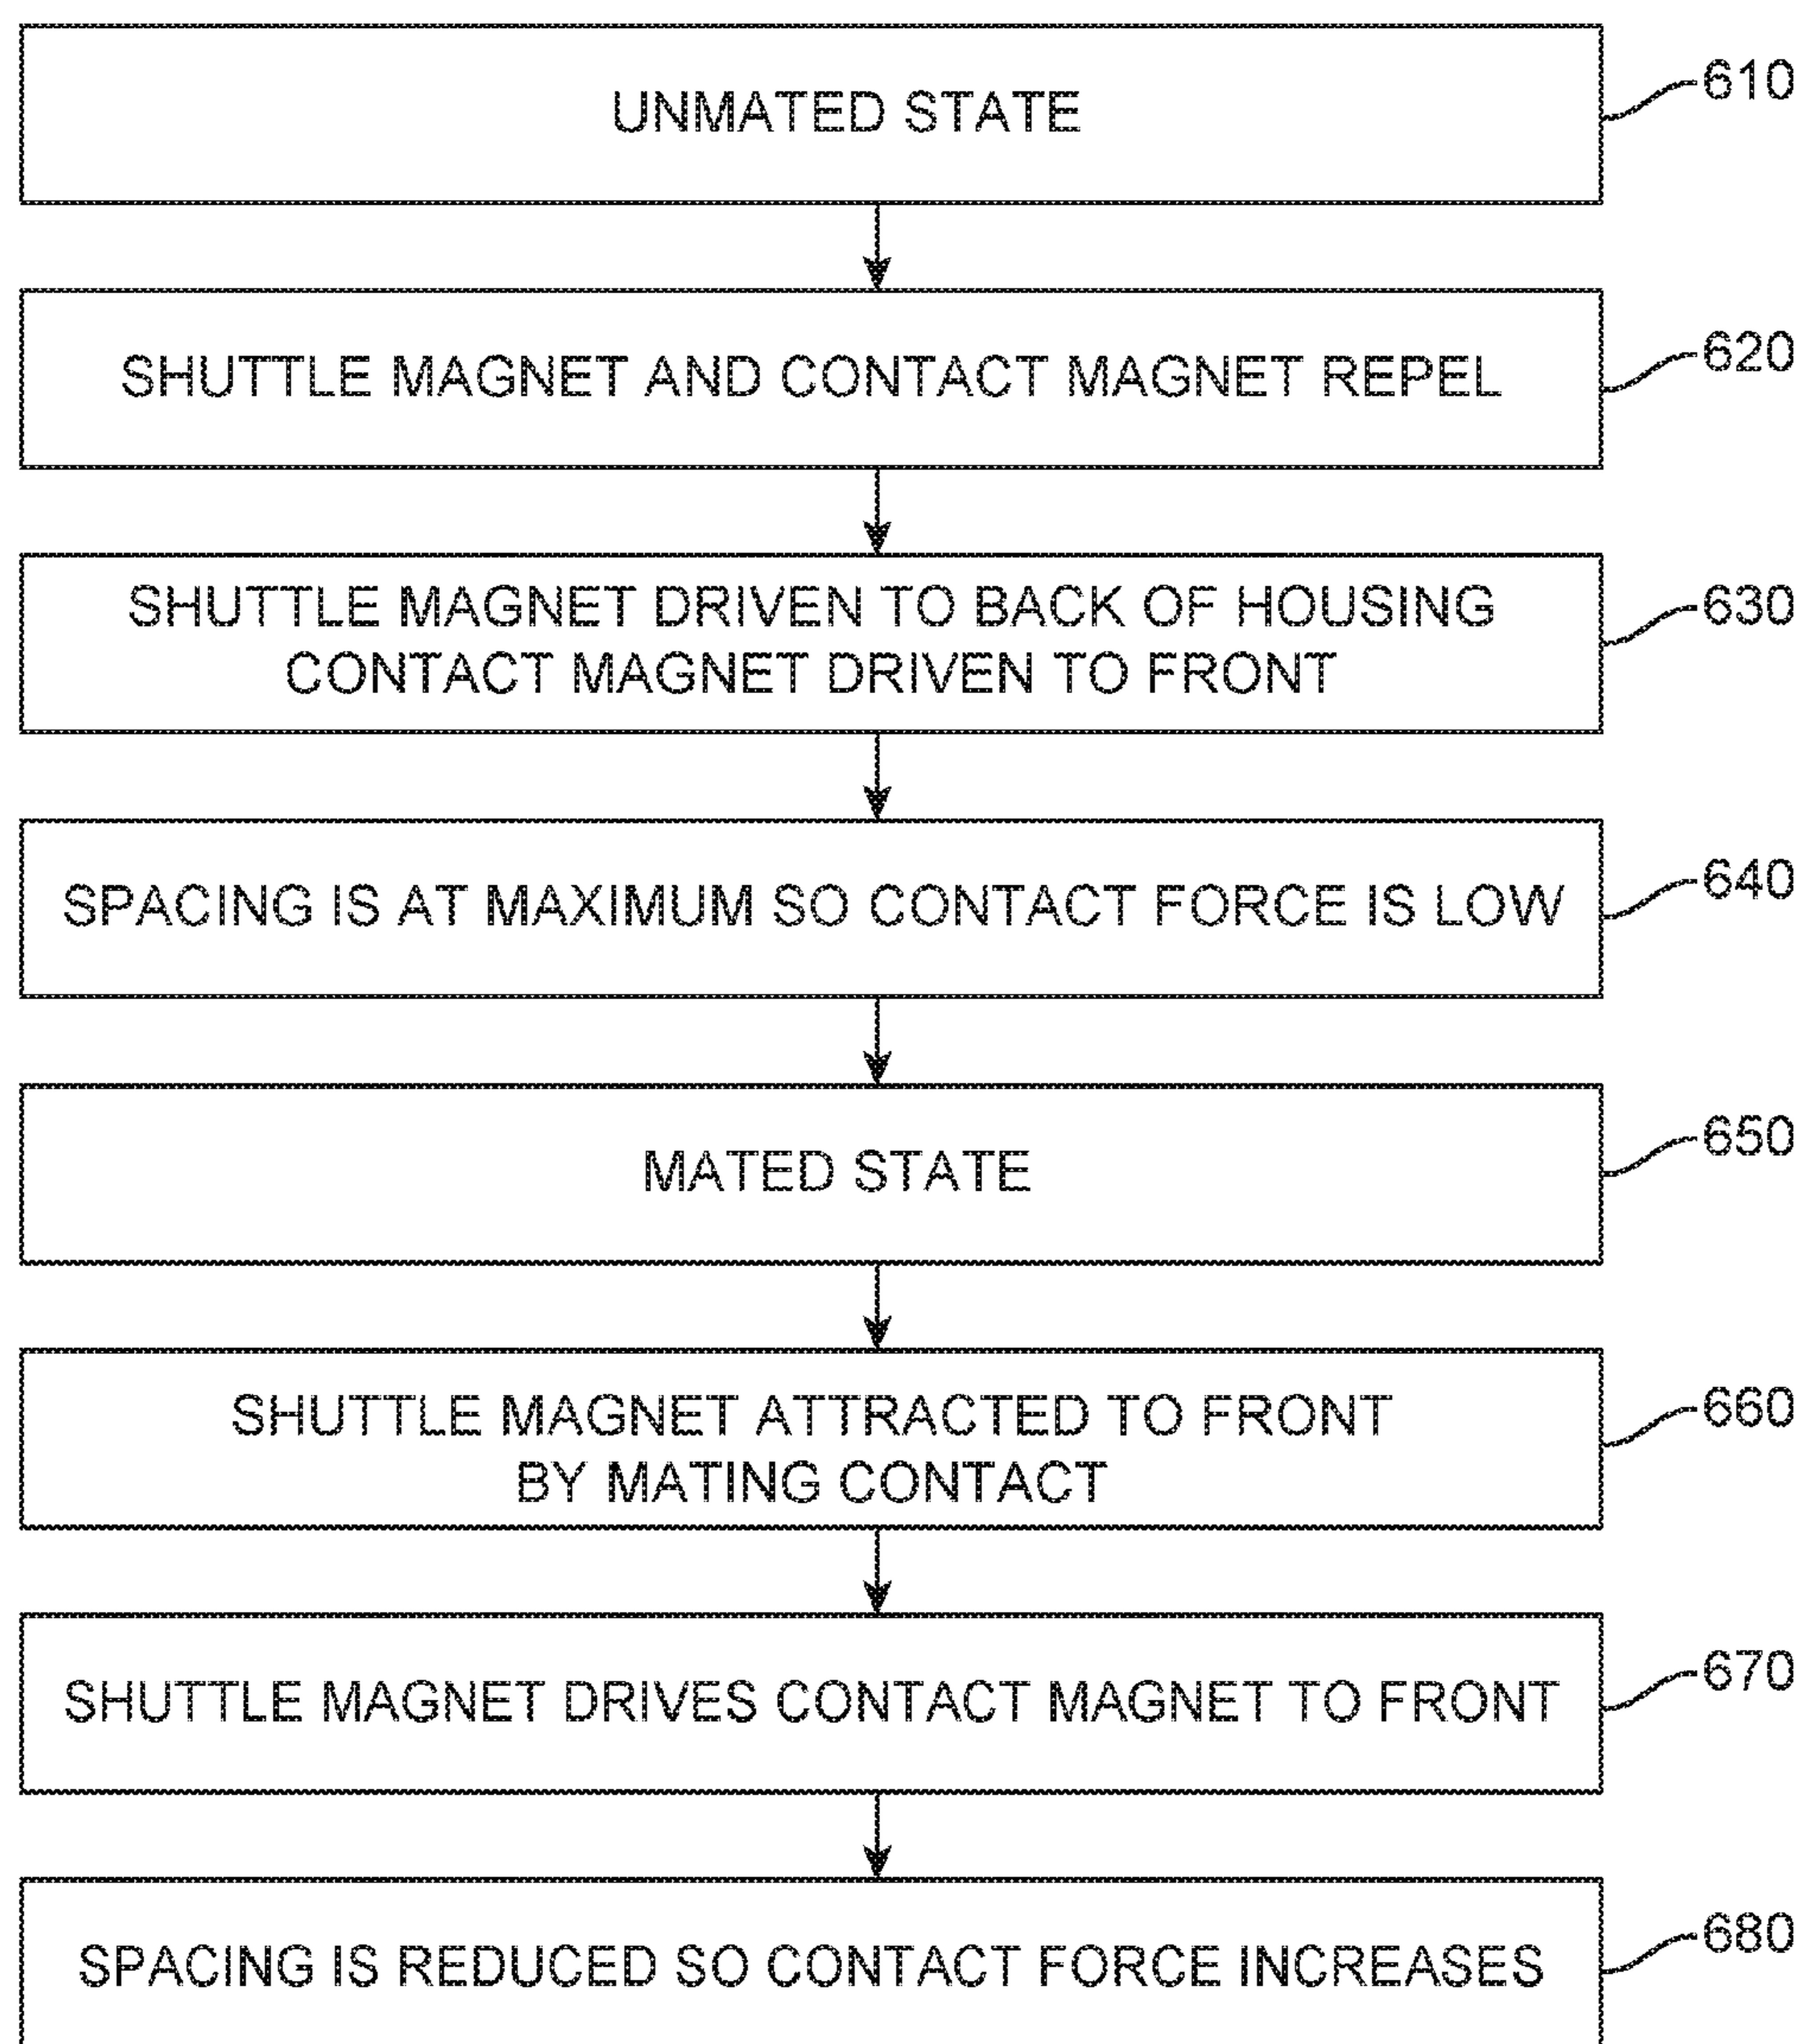 UNMATED STATE
610
SHUTTLE MAGNET AND CONTACT MAGNET REPEL
620
SHUTTLE MAGNET DRIVEN TO BACK OF HOUSING
CONTACT MAGNET DRIVEN TO FRONT
630
SPACING IS AT MAXIMUM SO CONTACT FORCE IS LOW
640
MATED STATE
650
SHUTTLE MAGNET ATTRACTED TO FRONT
BY MATING CONTACT
660
SHUTTLE MAGNET DRIVES CONTACT MAGNET TO FRONT
670
SPACING IS REDUCED SO CONTACT FORCE INCREASES
680